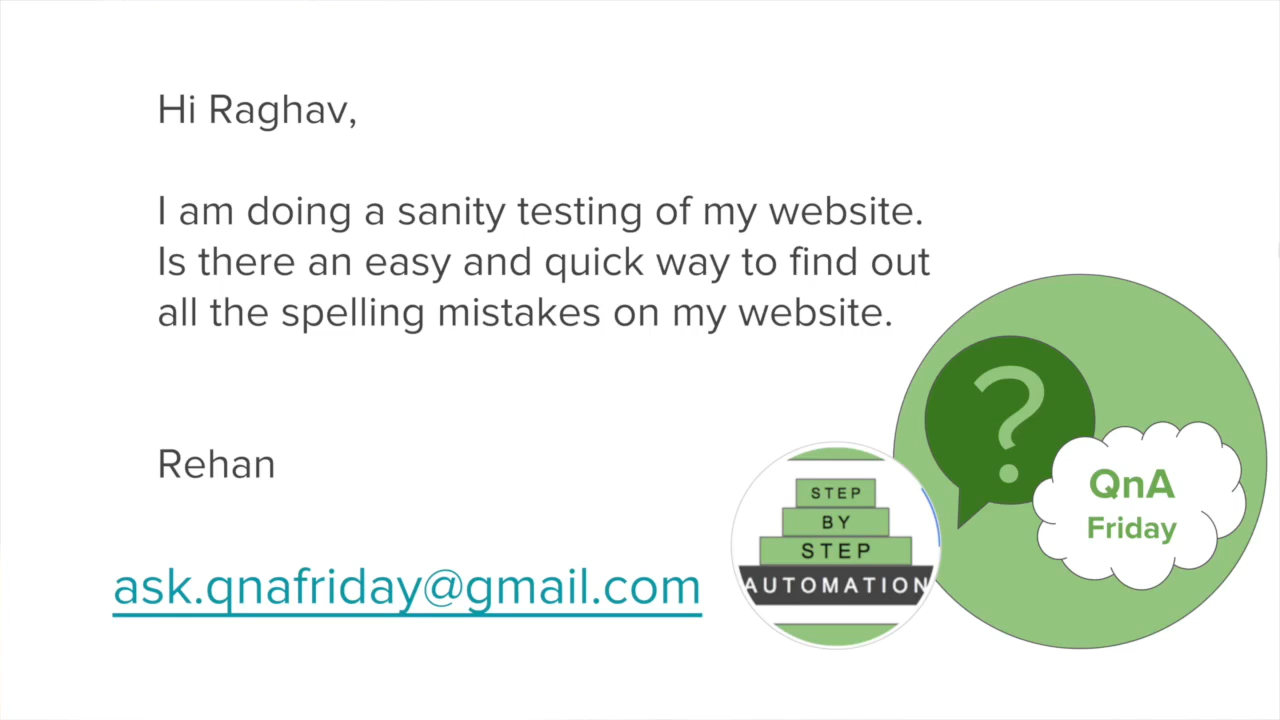 Hi Raghav,
I am doing a sanity testing of my website.
Is there an easy and quick way to find out
all the spelling mistakes on my website.
Rehan
ask.qnafriday@gmail.com
STEP
BY
STEP
AUTOMATION
?
QnA
Friday